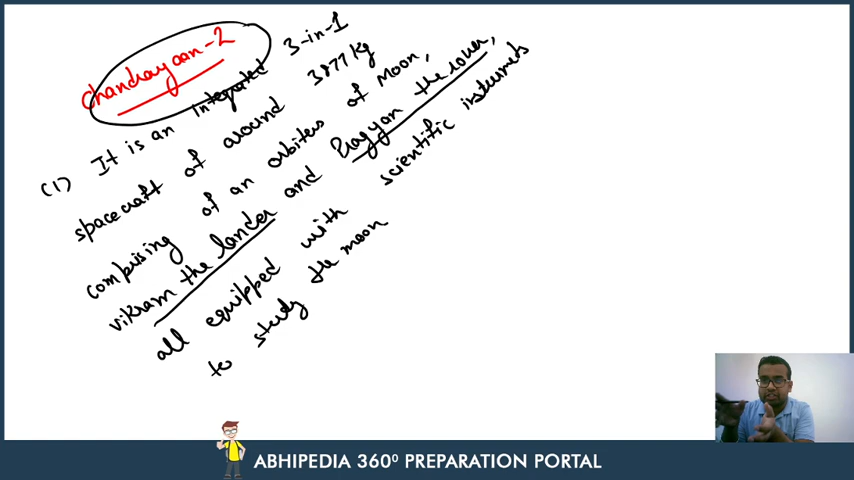 Chandrayaan-2
(1) It is an integrated 3-in-1
spacecraft of around 3877 kg
comprising of an orbiters of Moon,
vikram the lander and Pragyan the rover,
all equipped with scientific instruments
to study the moon
ABHIPEDIA 360⁰ PREPARATION PORTAL